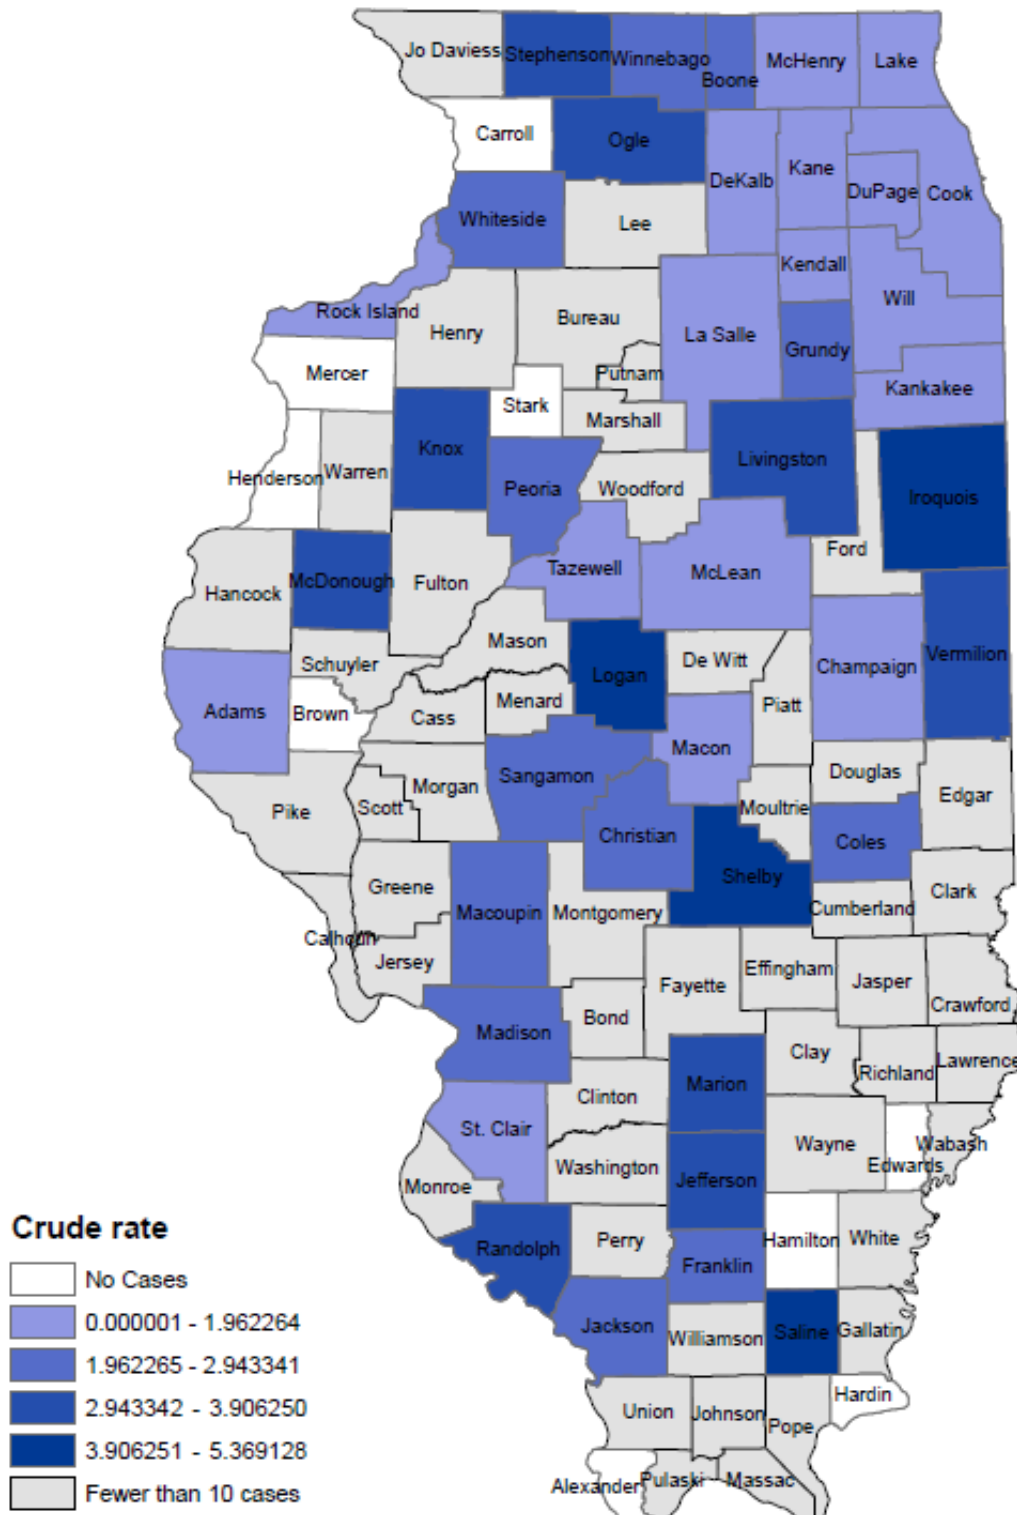 Jo Daviess
Stephenson
Winnebago
Boone
McHenry
Lake
Carroll
Ogle
DeKalb
Kane
DuPage
Cook
Whiteside
Lee
Kendall
Will
Rock Island
Henry
Bureau
La Salle
Grundy
Mercer
Putnam
Kankakee
Stark
Marshall
Knox
Livingston
Henderson
Warren
Peoria
Woodford
Iroquois
Ford
Tazewell
McLean
Hancock
McDonough
Fulton
Mason
Schuyler
Logan
De Witt
Champaign
Vermilion
Adams
Brown
Cass
Menard
Piatt
Macon
Sangamon
Douglas
Morgan
Scott
Pike
Moultrie
Edgar
Christian
Coles
Shelby
Greene
Macoupin
Montgomery
Cumberland
Clark
Calhoun
Jersey
Fayette
Effingham
Jasper
Crawford
Bond
Madison
Clay
Richland
Lawrence
Marion
Clinton
St. Clair
Wayne
Edwards
Wabash
Washington
Jefferson
Monroe
Randolph
Perry
Hamilton
White
Franklin
Jackson
Williamson
Saline
Gallatin
Hardin
Union
Johnson
Pope
Alexander
Pulaski
Massac
Crude rate
No Cases
0.000001 - 1.962264
1.962265 - 2.943341
2.943342 - 3.906250
3.906251 - 5.369128
Fewer than 10 cases